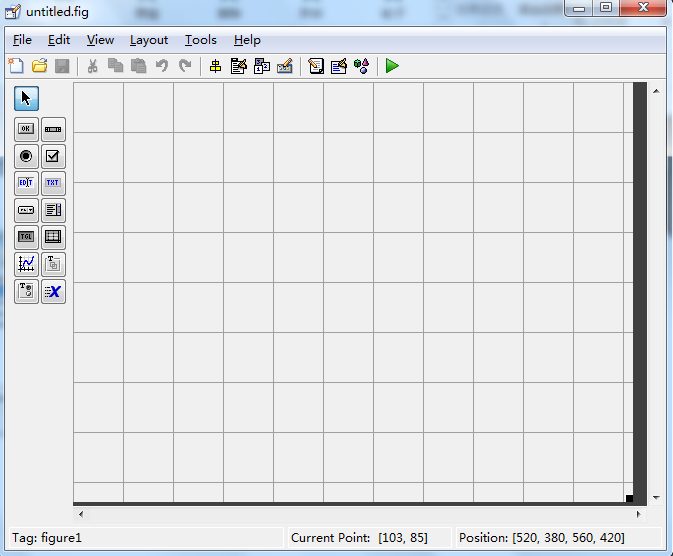 untitled.fig
File Edit View Layout Tools Help
OK
EDIT TXT
TGL
T
T
X
Tag: figure1 Current Point: [103, 85] Position: [520, 380, 560, 420]